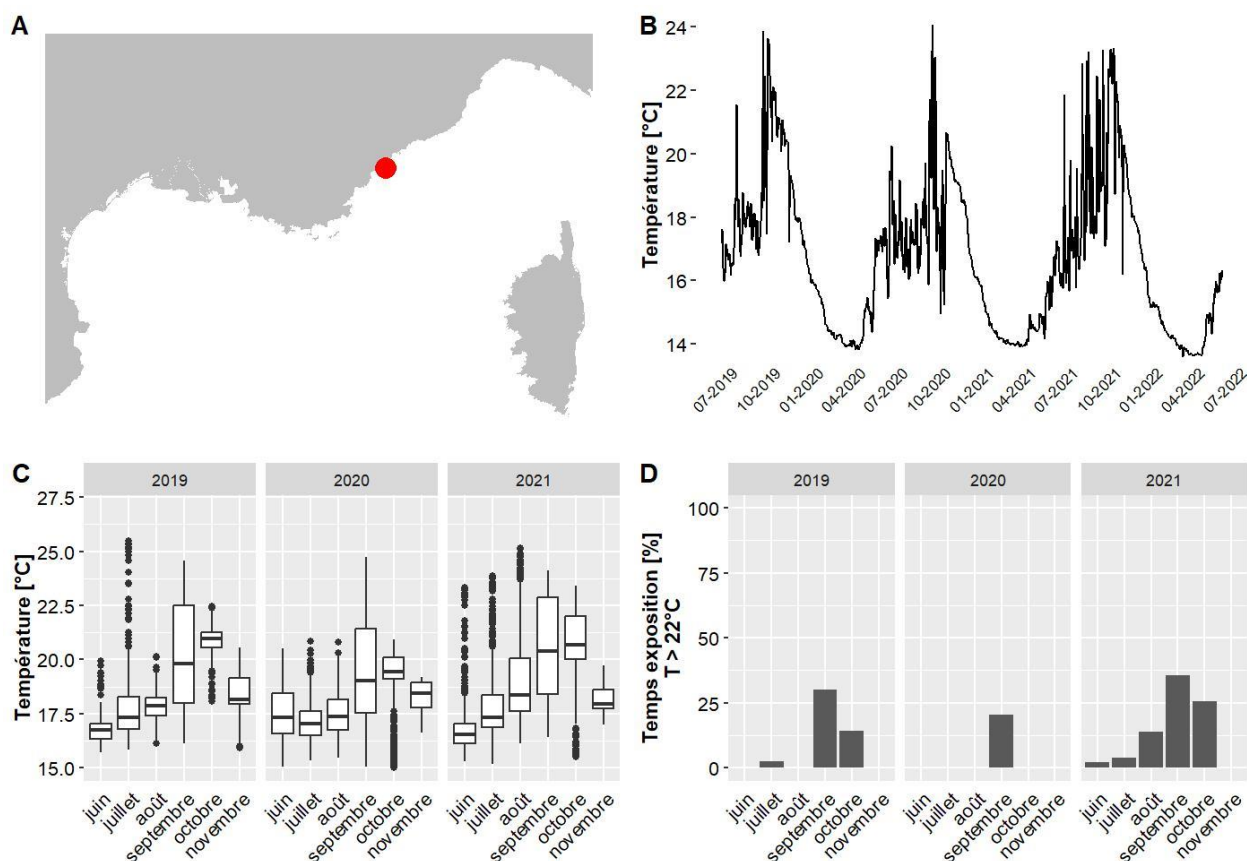 A
B
Température [°C]
24
22
20
18
16
14
07-2019
10-2019
01-2020
04-2020
07-2020
10-2020
01-2021
04-2021
07-2021
10-2021
01-2022
04-2022
07-2022
C
2019
2020
2021
Température [°C]
27.5
25.0
22.5
20.0
17.5
15.0
juin
juillet
août
septembre
octobre
novembre
juin
juillet
août
septembre
octobre
novembre
juin
juillet
août
septembre
octobre
novembre
D
2019
2020
2021
Temps exposition [%]
T > 22°C
100
75
50
25
0
juin
juillet
août
septembre
octobre
novembre
juin
juillet
août
septembre
octobre
novembre
juin
juillet
août
septembre
octobre
novembre